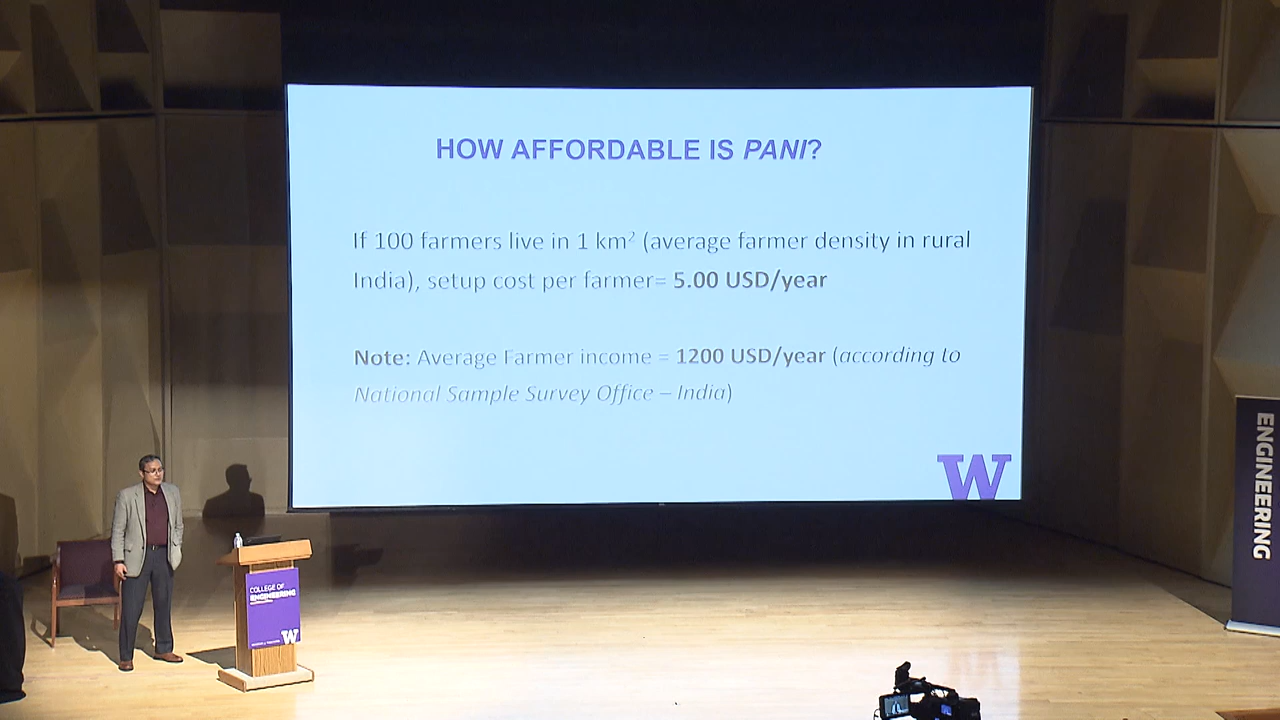 HOW AFFORDABLE IS PANI?
If 100 farmers live in 1 km² (average farmer density in rural
India), setup cost per farmer= 5.00 USD/year
Note: Average Farmer income = 1200 USD/year (according to
National Sample Survey Office – India)
W
COLLEGE OF
ENGINEERING
W
ENGINEERING